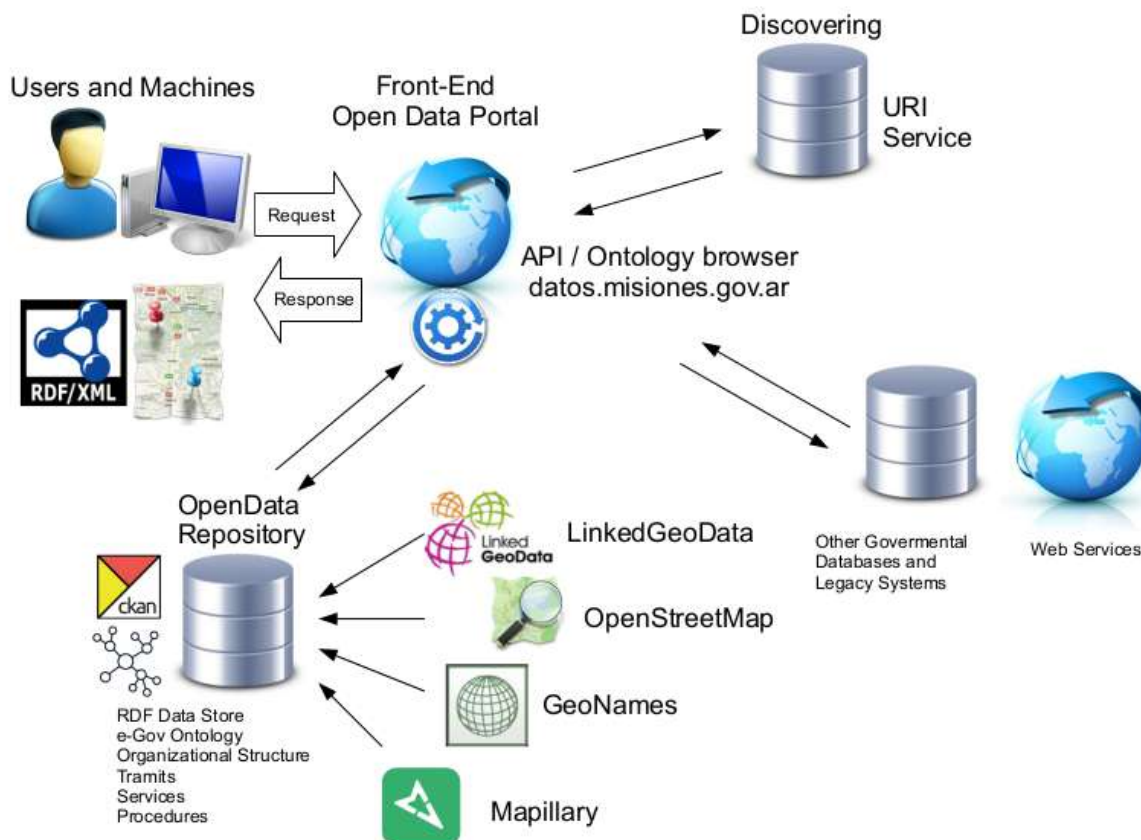 Discovering
URI
Service
Users and Machines
Front-End
Open Data Portal
Request
Response
API / Ontology browser
datos.misiones.gov.ar
RDF/XML
OpenData
Repository
ckan
RDF Data Store
e-Gov Ontology
Organizational Structure
Tramits
Services
Procedures
Linked
GeoData
LinkedGeoData
OpenStreetMap
GeoNames
Mapillary
Other Govermental
Databases and
Legacy Systems
Web Services